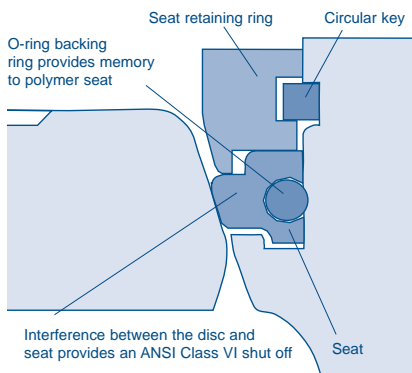 Seat retaining ring
Circular key
O-ring backing
ring provides memory
to polymer seat
Interference between the disc and
seat provides an ANSI Class VI shut off
Seat